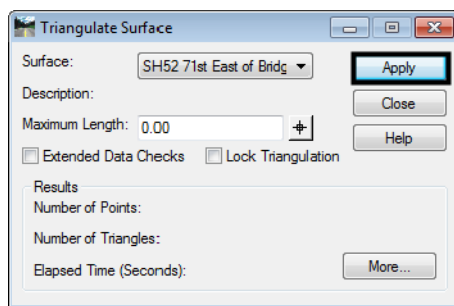 Triangulate Surface
Surface: SH52 71st East of Bridg
Apply
Description:
Close
Maximum Length: 0.00
Help
Extended Data Checks Lock Triangulation
Results
Number of Points:
Number of Triangles:
Elapsed Time (Seconds): More...